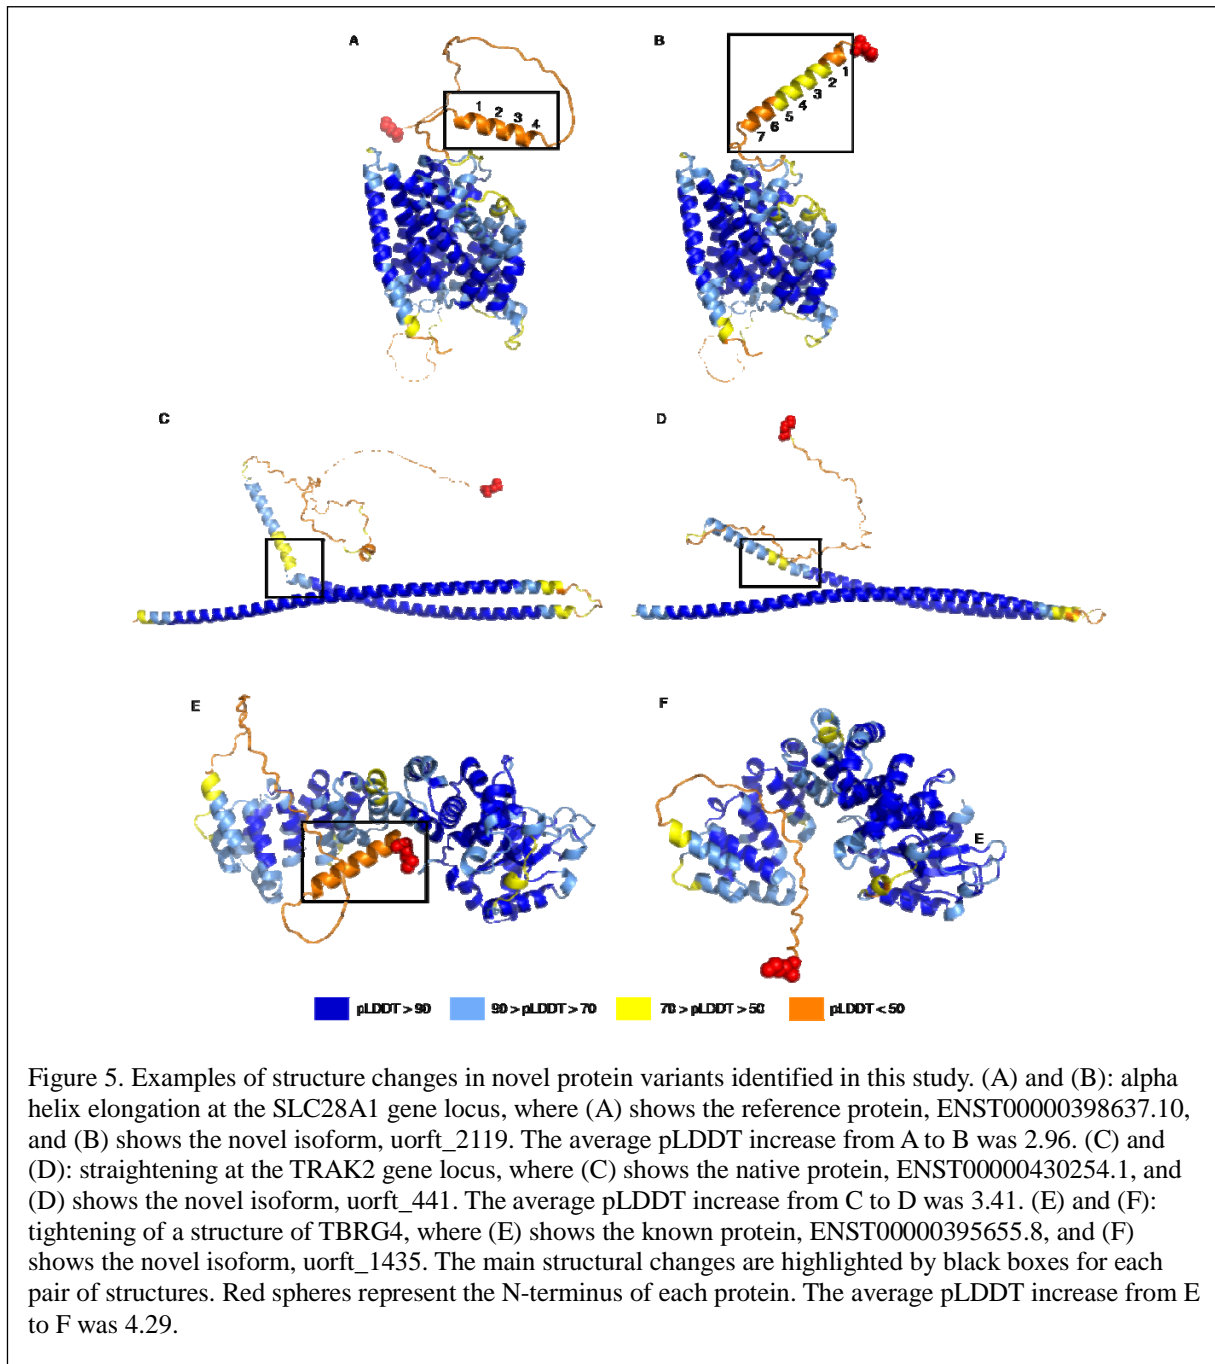 A
B
1
2
3
4
1
2
3
4
5
6
7
C
D
E
F
E
pLDDT > 90
90 > pLDDT > 70
70 > pLDDT > 50
pLDDT < 50
Figure 5. Examples of structure changes in novel protein variants identified in this study. (A) and (B): alpha
helix elongation at the SLC28A1 gene locus, where (A) shows the reference protein, ENST00000398637.10,
and (B) shows the novel isoform, uorft_2119. The average pLDDT increase from A to B was 2.96. (C) and
(D): straightening at the TRAK2 gene locus, where (C) shows the native protein, ENST00000430254.1, and
(D) shows the novel isoform, uorft_441. The average pLDDT increase from C to D was 3.41. (E) and (F):
tightening of a structure of TBRG4, where (E) shows the known protein, ENST00000395655.8, and (F)
shows the novel isoform, uorft_1435. The main structural changes are highlighted by black boxes for each
pair of structures. Red spheres represent the N-terminus of each protein. The average pLDDT increase from E
to F was 4.29.